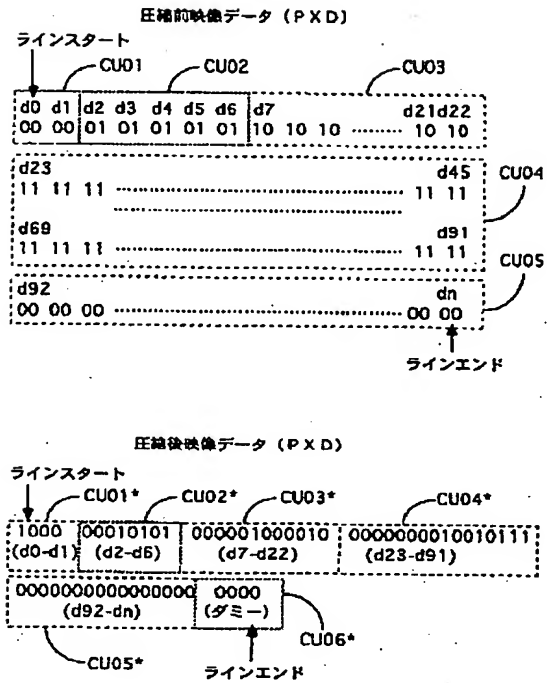 圧縮前映像データ（PXD）
ラインスタート
CU01 CU02 CU03
d0 d1 d2 d3 d4 d5 d6 d7 d21d22
00 00 01 01 01 01 01 10 10 10 ········ 10 10
d23 d45 CU04
11 11 11 ········ 11 11
········
d69 d91
11 11 11 ········ 11 11
CU05
d92 dn
00 00 00 ········ 00 00
ラインエンド
圧縮後映像データ（PXD）
ラインスタート
CU01* CU02* CU03* CU04*
1000 00010101 000001000010 0000000010010111
(d0-d1) (d2-d6) (d7-d22) (d23-d91)
0000000000000000 0000
(d92-dn) (ダミー)
CU06*
CU05*
ラインエンド